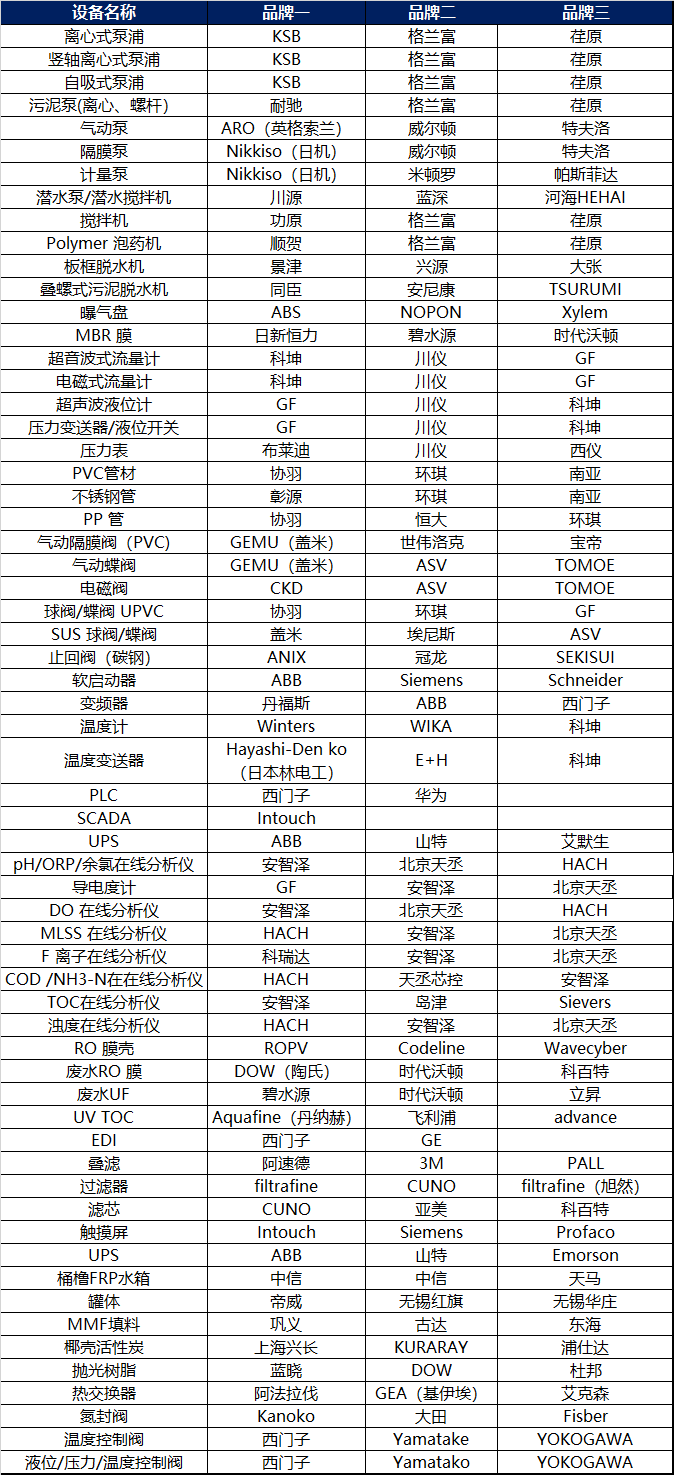 设备名称 品牌一 品牌二 品牌三
离心式泵浦 KSB 格兰富 荏原
竖轴离心式泵浦 KSB 格兰富 荏原
自吸式泵浦 KSB 格兰富 荏原
污泥泵(离心、螺杆) 耐驰 格兰富 荏原
气动泵 ARO（英格索兰） 威尔顿 特夫洛
隔膜泵 Nikkiso（日机） 威尔顿 特夫洛
计量泵 Nikkiso（日机） 米顿罗 帕斯菲达
潜水泵/潜水搅拌机 川源 蓝深 河海HEHAI
搅拌机 功原 格兰富 荏原
Polymer 泡药机 顺贺 格兰富 荏原
板框脱水机 景津 兴源 大张
叠螺式污泥脱水机 同臣 安尼康 TSURUMI
曝气盘 ABS NOPON Xylem
MBR 膜 日新恒力 碧水源 时代沃顿
超音波式流量计 科坤 川仪 GF
电磁式流量计 科坤 川仪 GF
超声波液位计 GF 川仪 科坤
压力变送器/液位开关 GF 川仪 科坤
压力表 布莱迪 川仪 西仪
PVC管材 协羽 环琪 南亚
不锈钢管 彰源 环琪 南亚
PP 管 协羽 恒大 环琪
气动隔膜阀（PVC) GEMU（盖米） 世伟洛克 宝帝
气动蝶阀 GEMU（盖米） ASV TOMOE
电磁阀 CKD ASV TOMOE
球阀/蝶阀 UPVC 协羽 环琪 GF
SUS 球阀/蝶阀 盖米 埃尼斯 ASV
止回阀（碳钢） ANIX 冠龙 SEKISUI
软启动器 ABB Siemens Schneider
变频器 丹福斯 ABB 西门子
温度计 Winters WIKA 科坤
温度变送器 Hayashi-Den ko（日本林电工） E+H 科坤
PLC 西门子 华为
SCADA Intouch
UPS ABB 山特 艾默生
pH/ORP/余氯在线分析仪 安智泽 北京天丞 HACH
导电度计 GF 安智泽 北京天丞
DO 在线分析仪 安智泽 北京天丞 HACH
MLSS 在线分析仪 HACH 安智泽 北京天丞
F 离子在线分析仪 科瑞达 安智泽 北京天丞
COD /NH3-N在在线分析仪 HACH 天丞芯控 安智泽
TOC在线分析仪 安智泽 岛津 Sievers
浊度在线分析仪 HACH 安智泽 北京天丞
RO 膜壳 ROPV Codeline Wavecyber
废水RO 膜 DOW（陶氏） 时代沃顿 科百特
废水UF 碧水源 时代沃顿 立昇
UV TOC Aquafine（丹纳赫） 飞利浦 advance
EDI 西门子 GE
叠滤 阿速德 3M PALL
过滤器 filtrafine CUNO filtrafine（旭然）
滤芯 CUNO 亚美 科百特
触摸屏 Intouch Siemens Profaco
UPS ABB 山特 Emorson
桶橹FRP水箱 中信 中信 天马
罐体 帝威 无锡红旗 无锡华庄
MMF填料 巩义 古达 东海
椰壳活性炭 上海兴长 KURARAY 浦仕达
抛光树脂 蓝晓 DOW 杜邦
热交换器 阿法拉伐 GEA（基伊埃） 艾克森
氮封阀 Kanoko 大田 Fisber
温度控制阀 西门子 Yamatake YOKOGAWA
液位/压力/温度控制阀 西门子 Yamatako YOKOGAWA